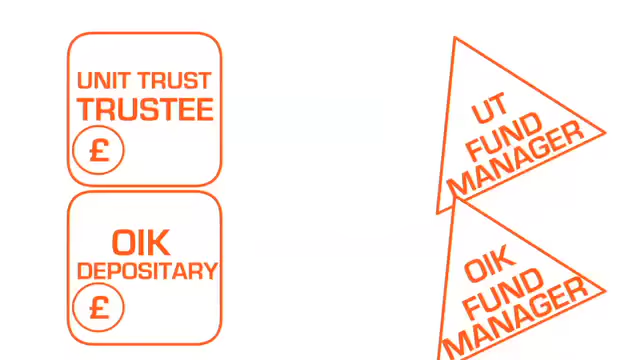 UNIT TRUST
TRUSTEE
£
UT
FUND
MANAGER
OIK
DEPOSITARY
£
OIK
FUND
MANAGER